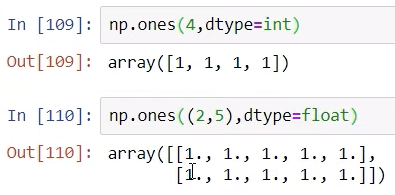 In [109]: np.ones(4,dtype=int)
Out[109]: array([1, 1, 1, 1])
In [110]: np.ones((2,5),dtype=float)
Out[110]: array([[1., 1., 1., 1., 1.],
[1., 1., 1., 1., 1.]])